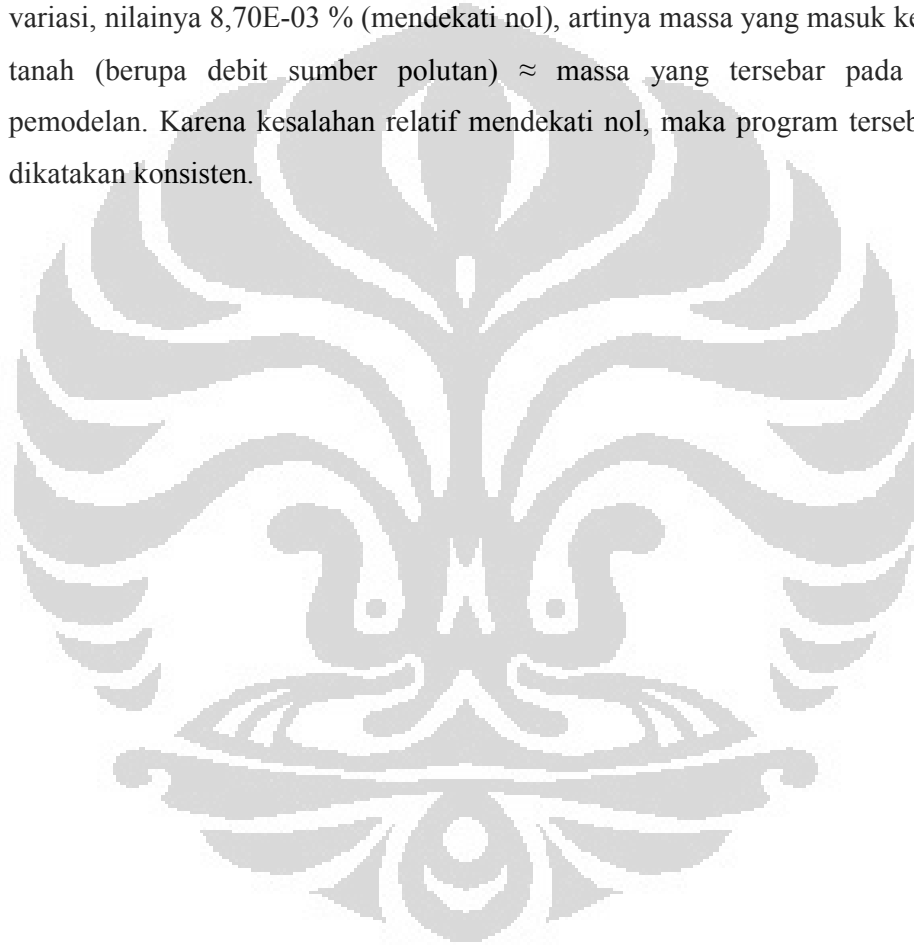 variasi, nilainya 8,70E-03 % (mendekati nol), artinya massa yang masuk ke
tanah (berupa debit sumber polutan) ≈ massa yang tersebar pada
pemodelan. Karena kesalahan relatif mendekati nol, maka program terseb
dikatakan konsisten.